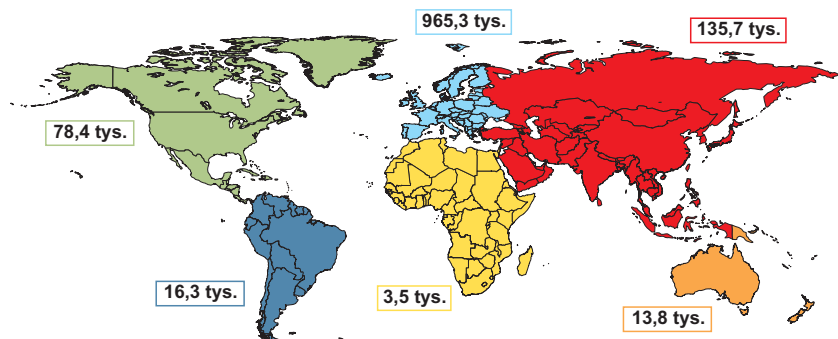 965,3 tys.
135,7 tys.
78,4 tys.
16,3 tys.
3,5 tys.
13,8 tys.